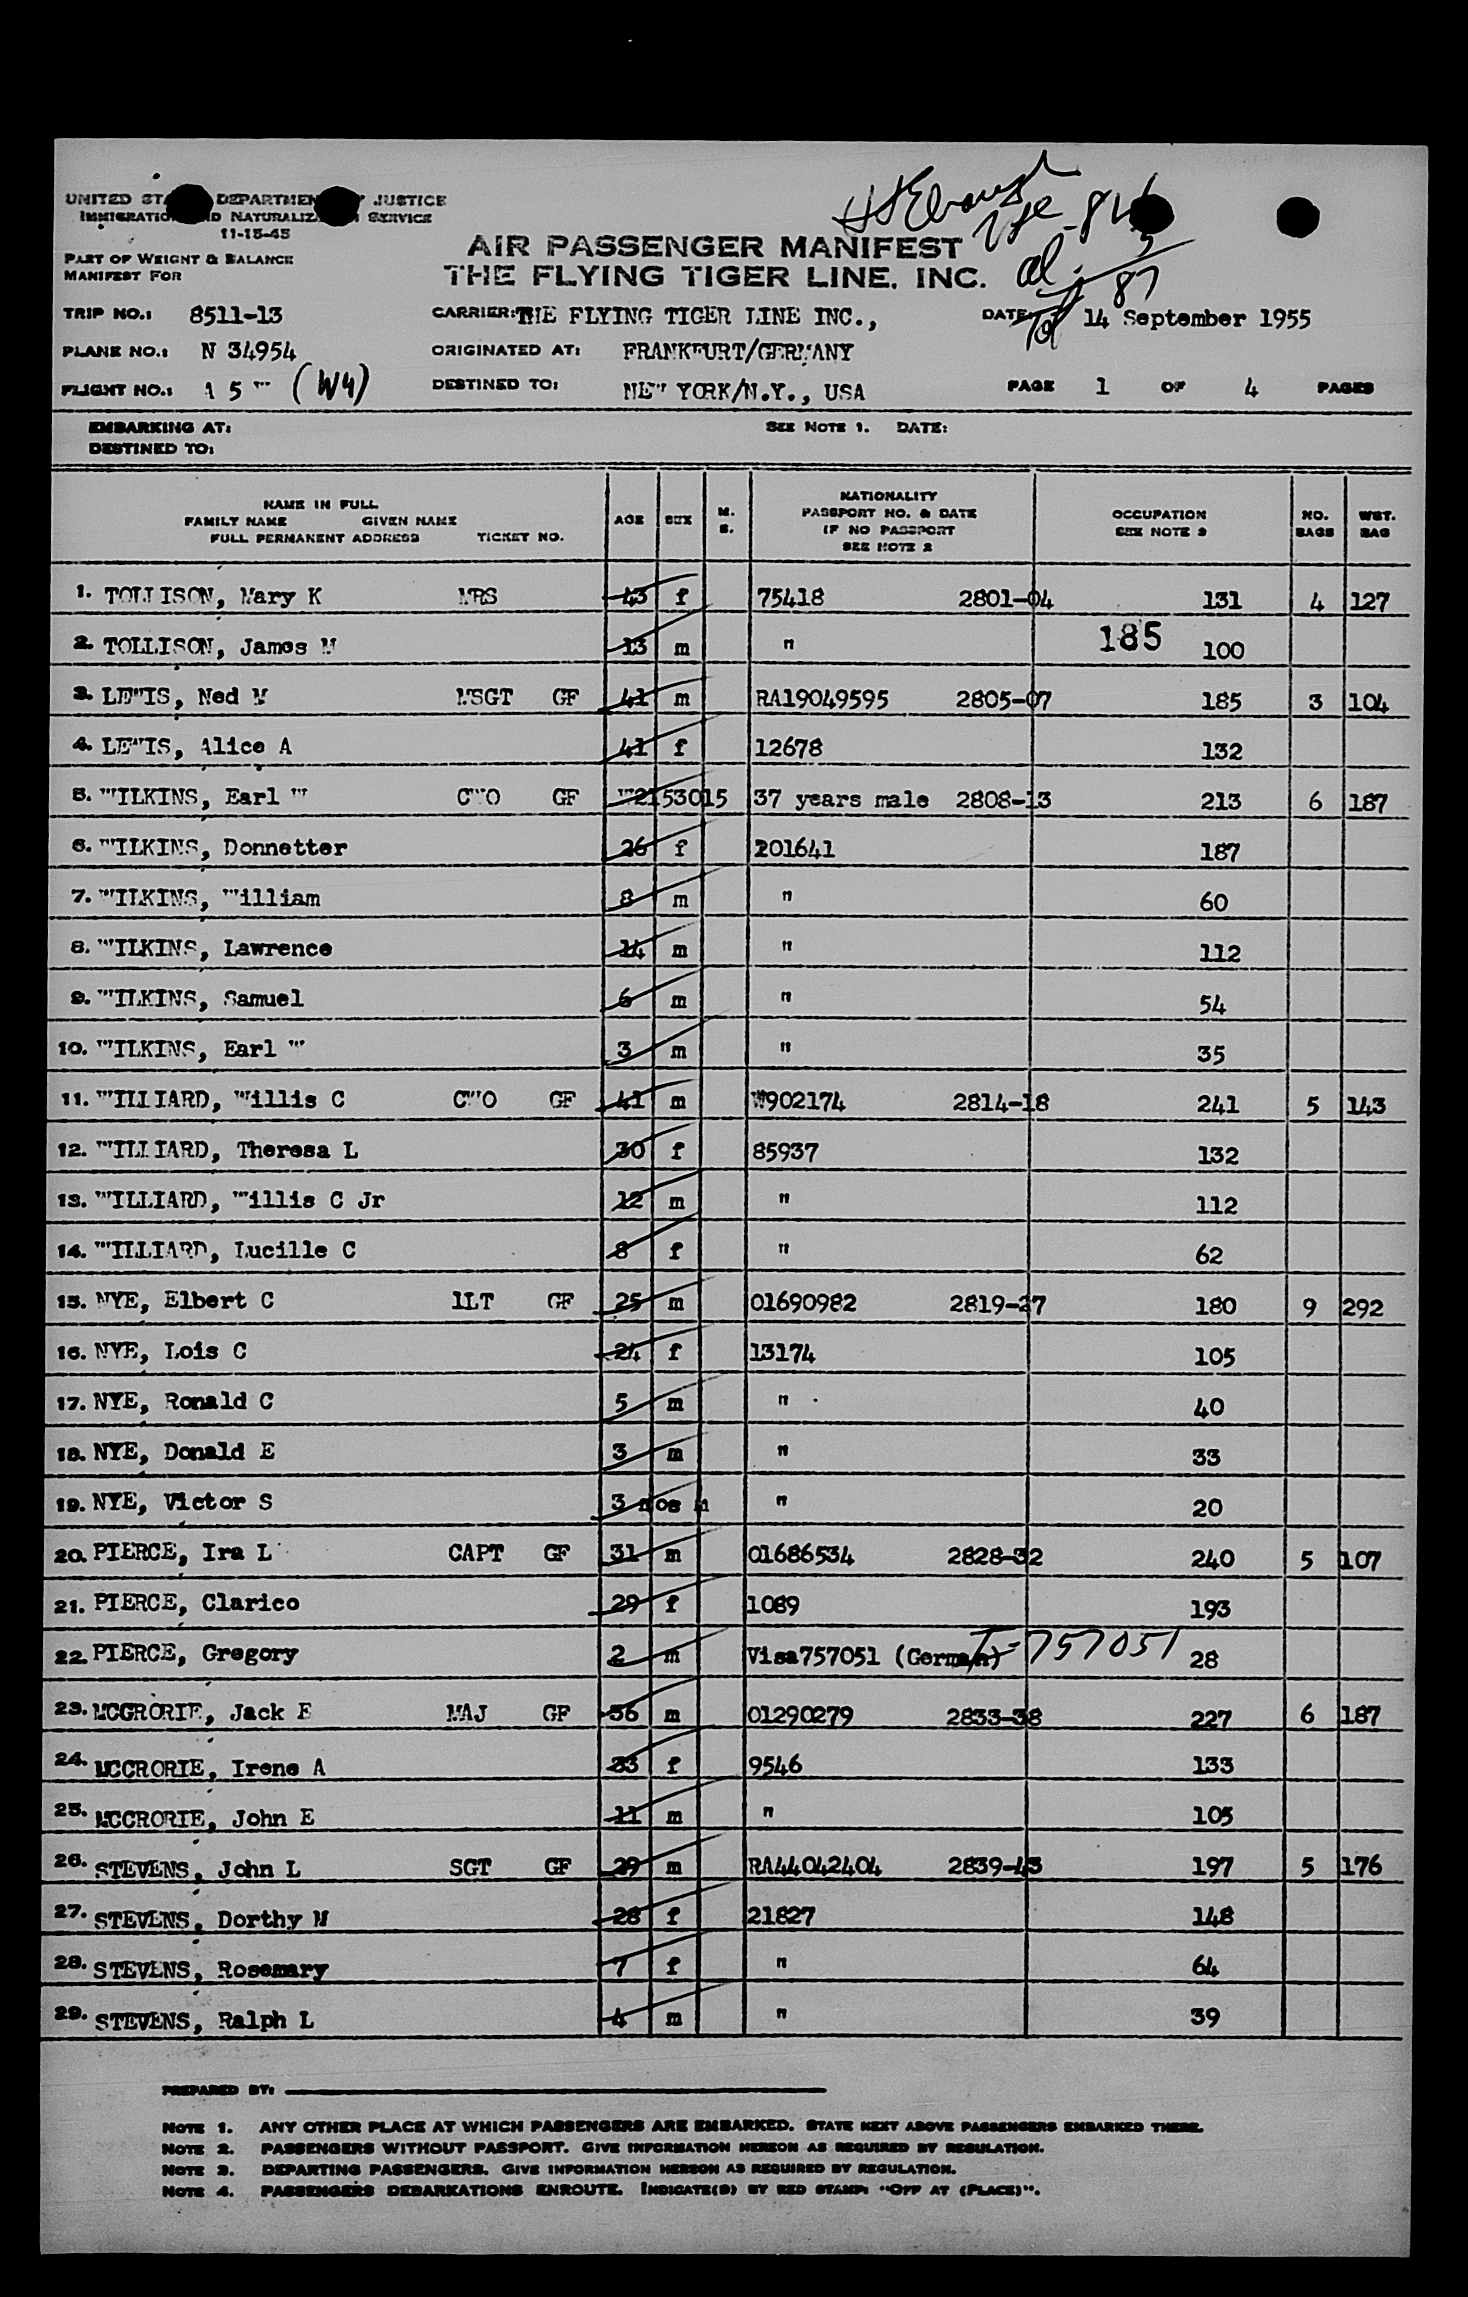 UNITED STA DEPARTMEN JUSTICE
IMMIGRATIO ND NATURALIZ SERVICE
11-15-45
PART OF WEIGHT & BALANCE
MANIFEST FOR
AIR PASSENGER MANIFEST
THE FLYING TIGER LINE, INC.
87
TRIP NO.: 8511-13 CARRIER: THE FLYING TIGER LINE INC., DATE: 14 September 1955
PLANE NO.: N 34954 ORIGINATED AT: FRANKFURT/GERMANY
FLIGHT NO.: A 5 (W4) DESTINED TO: NEW YORK/N.Y., USA PAGE 1 OF 4 PAGES
EMBARKING AT: SEE NOTE 1. DATE:
DESTINED TO:
NAME IN FULL
FAMILY NAME GIVEN NAME
FULL PERMANENT ADDRESS TICKET NO.
AGE SEX M. S.
NATIONALITY
PASSPORT NO. & DATE
IF NO PASSPORT
SEE NOTE 2
OCCUPATION
SEE NOTE 2
NO. BAGS
WGT. BAG
1. TOLLISON, Mary K MRS 43 f 75418 2801-04 131 4 127
2. TOLLISON, James M 13 m " 185 100
3. LEWIS, Ned M MSGT GF 41 m RA19049595 2805-07 185 3 104
4. LEWIS, Alice A 41 f 12678 132
5. WILKINS, Earl W CWO GF W2153015 37 years male 2808-13 213 6 187
6. WILKINS, Donnetter 26 f 201641 187
7. WILKINS, William 8 m " 60
8. WILKINS, Lawrence 14 m " 112
9. WILKINS, Samuel 6 m " 54
10. WILKINS, Earl W 3 m " 35
11. WILLIARD, Willis C CWO GF 41 m W902174 2814-18 241 5 143
12. WILLIARD, Theresa L 30 f 85937 132
13. WILLIARD, Willis C Jr 12 m " 112
14. WILLIARD, Lucille C 8 f " 62
15. NYE, Elbert C 1LT GF 25 m 01690982 2819-27 180 9 292
16. NYE, Lois C 24 f 13174 105
17. NYE, Ronald C 5 m " 40
18. NYE, Donald E 3 m " 33
19. NYE, Victor S 3 mos m " 20
20. PIERCE, Ira L CAPT GF 31 m 01686534 2828-32 240 5 107
21. PIERCE, Clarico 29 f 1089 193
22. PIERCE, Gregory 2 m Visa757051 (German) T-757051 28
23. MCGRORIE, Jack E MAJ GF 36 m 01290279 2833-38 227 6 187
24. MCCRORIE, Irene A 33 f 9546 133
25. MCCRORIE, John E 11 m " 105
26. STEVENS, John L SGT GF 29 m RA44042404 2839-43 197 5 176
27. STEVENS, Dorthy M 28 f 21827 148
28. STEVENS, Rosemary 7 f " 64
29. STEVENS, Ralph L 4 m " 39
PREPARED BY:
NOTE 1. ANY OTHER PLACE AT WHICH PASSENGERS ARE EMBARKED. STATE NEXT ABOVE PASSENGERS EMBARKED THERE.
NOTE 2. PASSENGERS WITHOUT PASSPORT. GIVE INFORMATION HEREON AS REQUIRED BY REGULATION.
NOTE 3. DEPARTING PASSENGERS. GIVE INFORMATION HEREON AS REQUIRED BY REGULATION.
NOTE 4. PASSENGERS DEBARKATIONS ENROUTE. INDICATE(D) BY RED STAMP: "OFF AT (PLACE)".